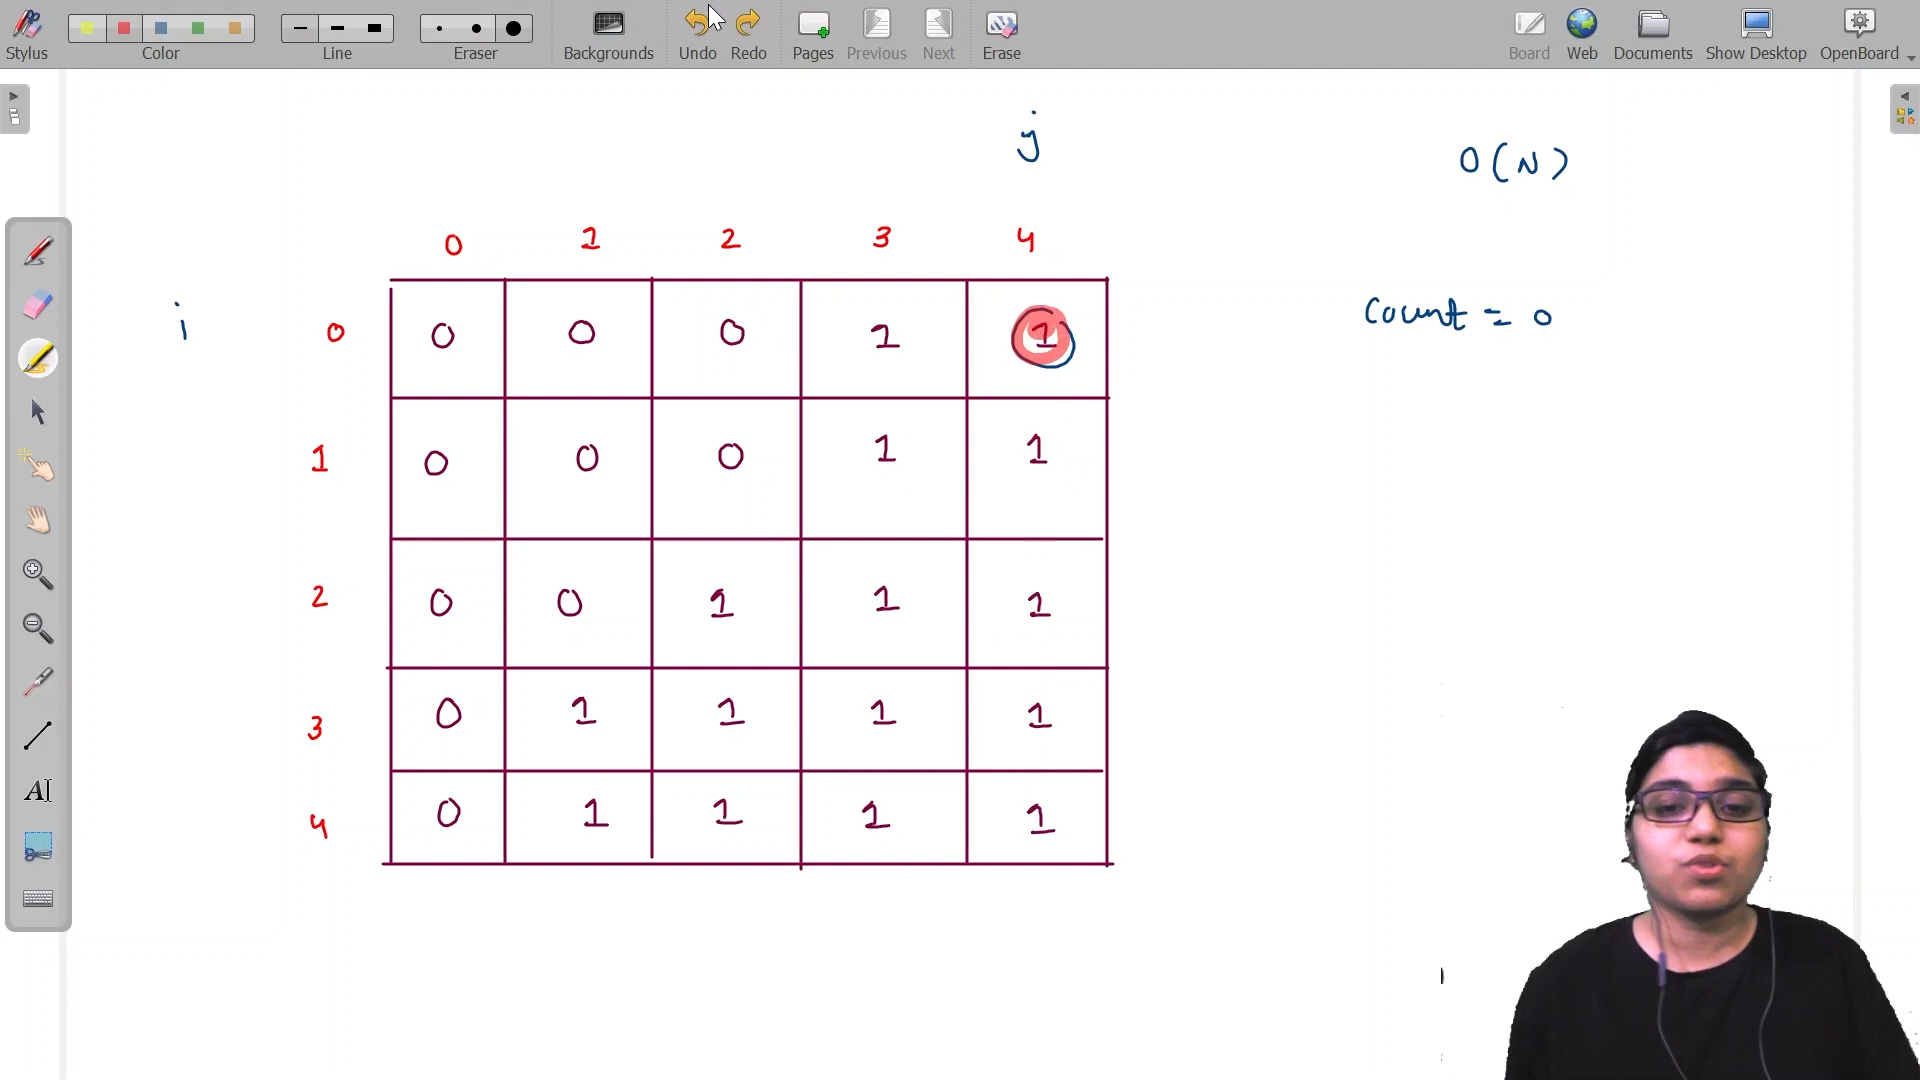 Stylus Color Line Eraser Backgrounds Undo Redo Pages Previous Next Erase Board Web Documents Show Desktop OpenBoard
j
O(N)
0 1 2 3 4
i 0 0 0 0 1 1 Count = 0
1 0 0 0 1 1
2 0 0 1 1 1
3 0 1 1 1 1
4 0 1 1 1 1